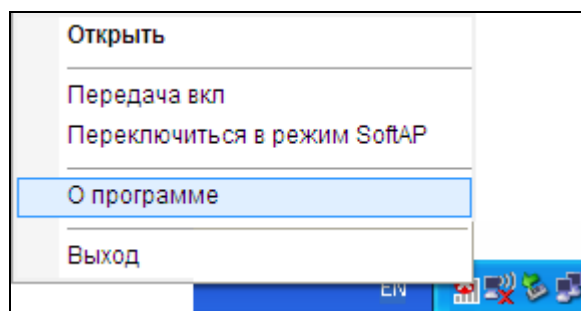 Открыть
Передача вкл
Переключиться в режим SoftAP
О программе
Выход
EN